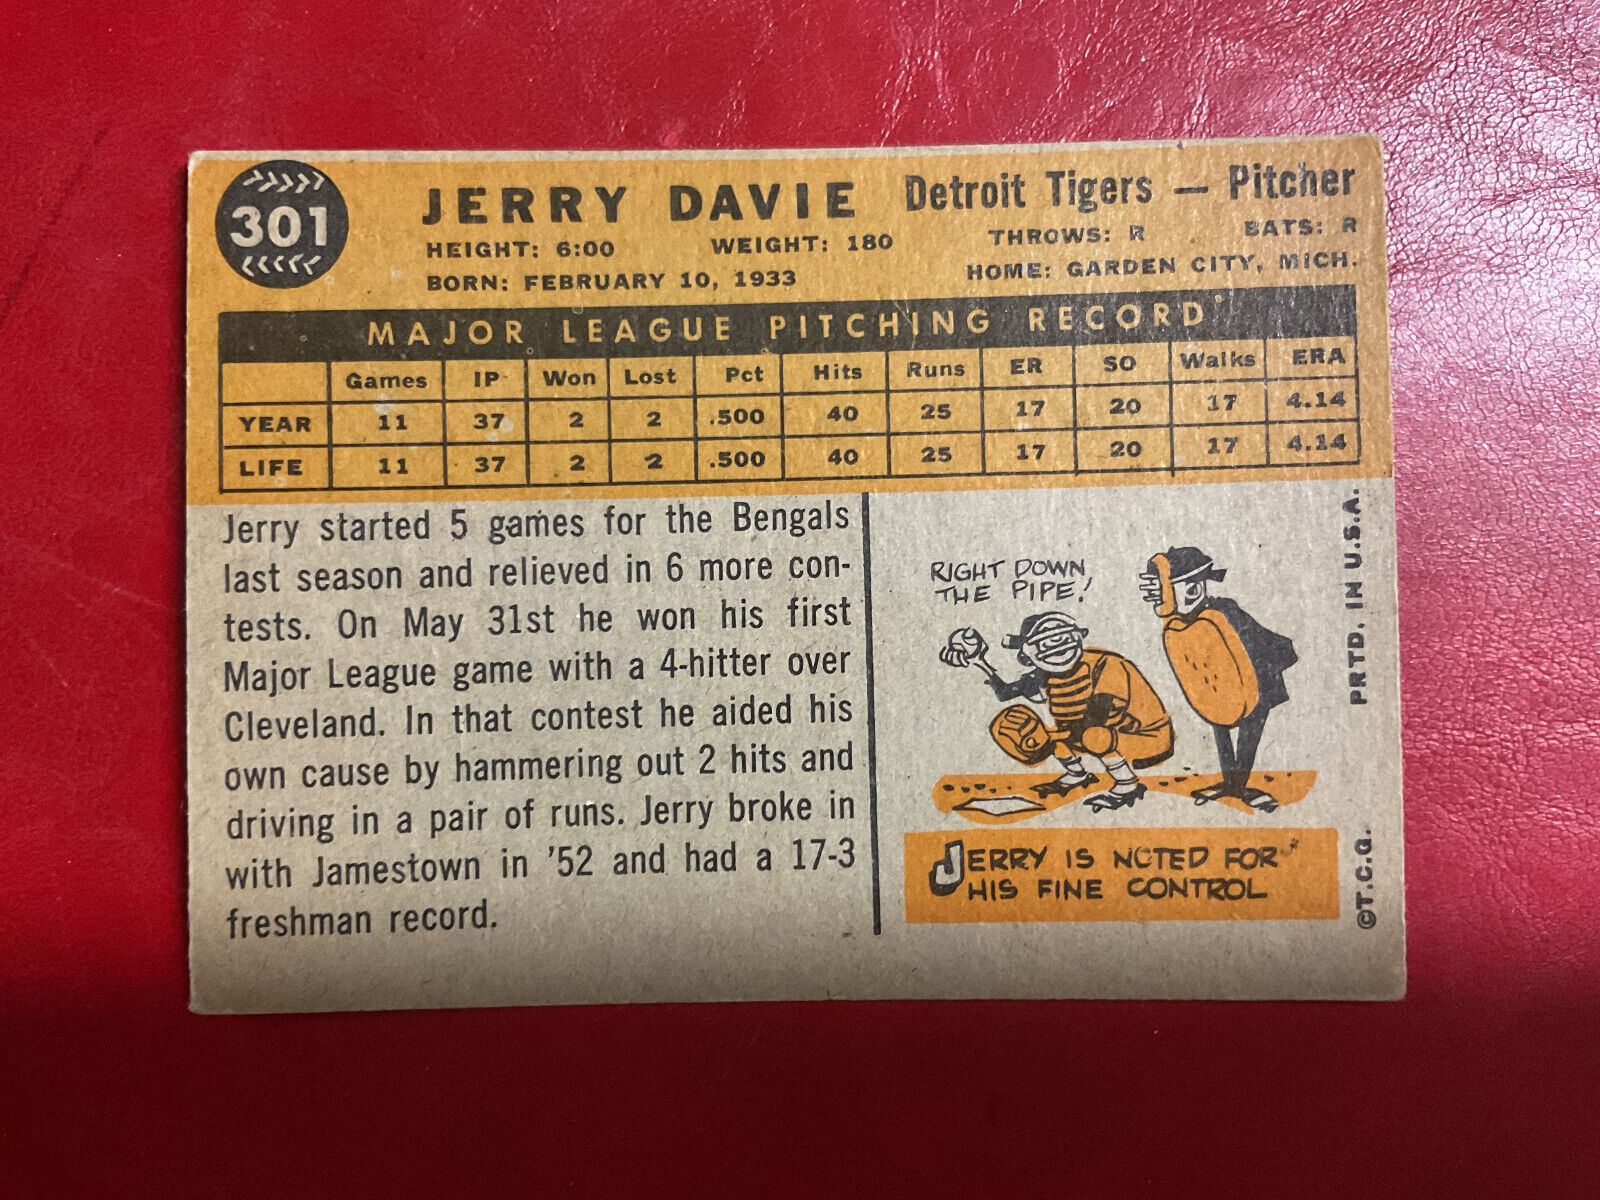 301
JERRY DAVIE Detroit Tigers — Pitcher
HEIGHT: 6:00 WEIGHT: 180 THROWS: R BATS: R
BORN: FEBRUARY 10, 1933 HOME: GARDEN CITY, MICH.
MAJOR LEAGUE PITCHING RECORD
Games IP Won Lost Pct Hits Runs ER SO Walks ERA
YEAR 11 37 2 2 .500 40 25 17 20 17 4.14
LIFE 11 37 2 2 .500 40 25 17 20 17 4.14
Jerry started 5 games for the Bengals
last season and relieved in 6 more con-
tests. On May 31st he won his first
Major League game with a 4-hitter over
Cleveland. In that contest he aided his
own cause by hammering out 2 hits and
driving in a pair of runs. Jerry broke in
with Jamestown in '52 and had a 17-3
freshman record.
RIGHT DOWN
THE PIPE!
JERRY IS NOTED FOR
HIS FINE CONTROL
©T.C.G. PRTD. IN U.S.A.